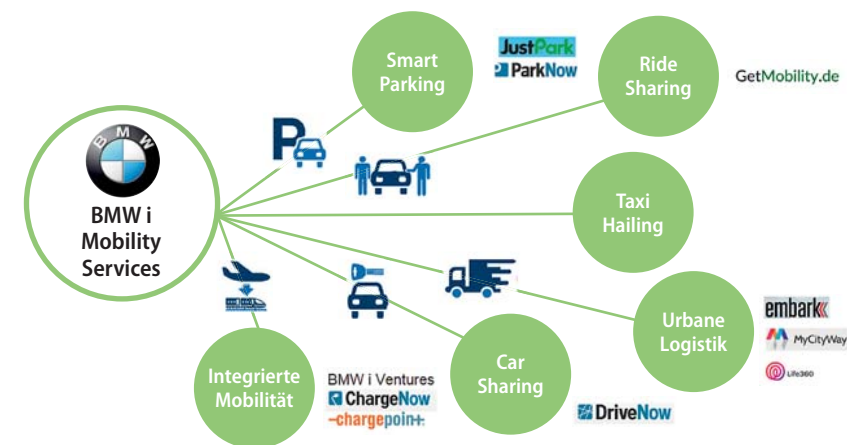 Smart
Parking
JustPark
ParkNow
Ride
Sharing
GetMobility.de
BMW
BMW i
Mobility
Services
P
Taxi
Hailing
Urbane
Logistik
embark
MyCityWay
Life360
Integrierte
Mobilität
BMW i Ventures
ChargeNow
-chargepoin+.
Car
Sharing
DriveNow